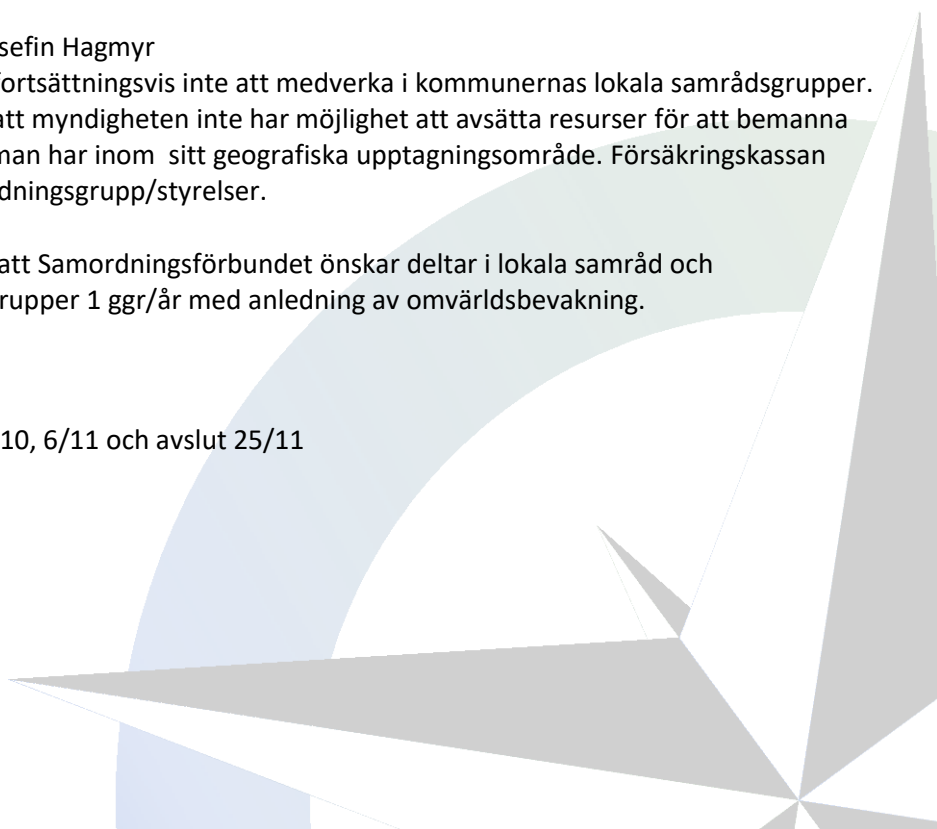 sefin Hagmyr
ortsättningsvis inte att medverka i kommunernas lokala samrådsgrupper.
att myndigheten inte har möjlighet att avsätta resurser för att bemanna
man har inom  sitt geografiska upptagningsområde. Försäkringskassan
dningsgrupp/styrelser.
att Samordningsförbundet önskar deltar i lokala samråd och
rupper 1 ggr/år med anledning av omvärldsbevakning.
10, 6/11 och avslut 25/11